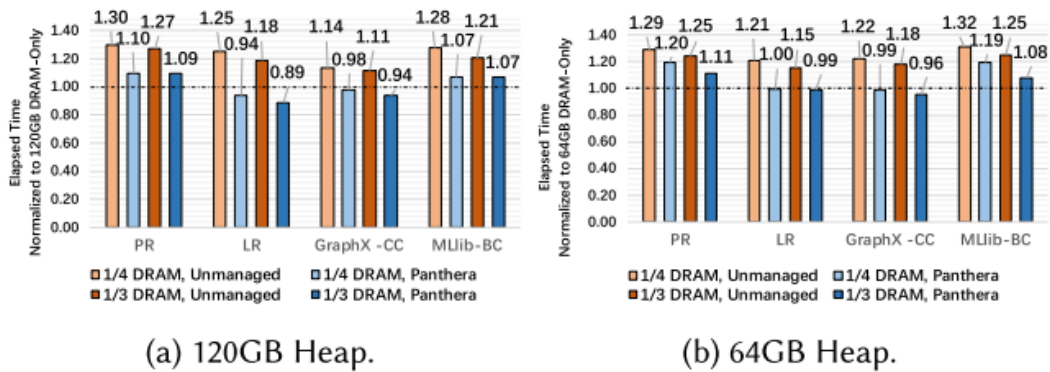 1.30 1.25 1.14 1.28
1.10 1.27 1.09 0.94 1.18 0.89 0.98 1.11 0.94 1.07 1.21 1.07
1.40
1.20
1.00
0.80
0.60
0.40
0.20
0.00
Elapsed Time
Normalized to 120GB DRAM-Only
PR LR GraphX -CC MLlib-BC
1/4 DRAM, Unmanaged 1/4 DRAM, Panthera
1/3 DRAM, Unmanaged 1/3 DRAM, Panthera
(a) 120GB Heap.
1.29 1.25 1.21 1.22 1.32 1.25
1.20 1.11 1.00 1.15 0.99 0.99 1.18 0.96 1.19 1.08
1.40
1.20
1.00
0.80
0.60
0.40
0.20
0.00
Elapsed Time
Normalized to 64GB DRAM-Only
PR LR GraphX -CC MLlib-BC
1/4 DRAM, Unmanaged 1/4 DRAM, Panthera
1/3 DRAM, Unmanaged 1/3 DRAM, Panthera
(b) 64GB Heap.